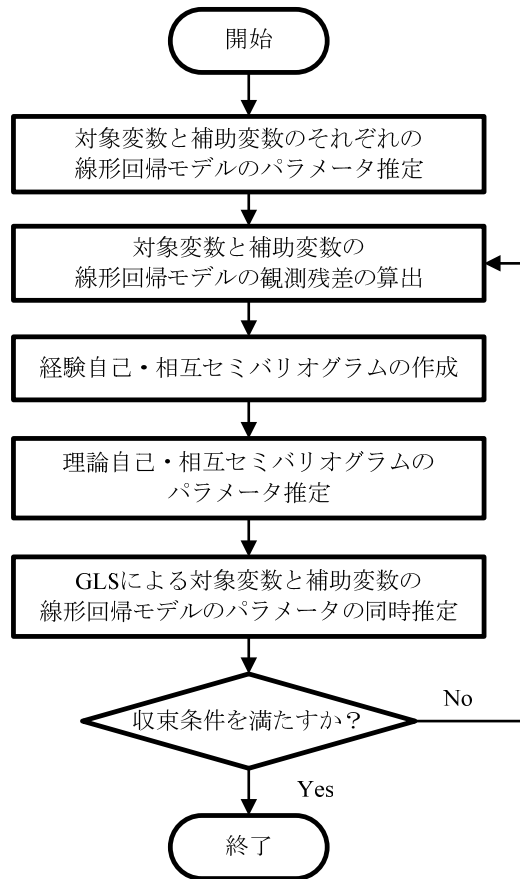 開始
対象変数と補助変数のそれぞれの
線形回帰モデルのパラメータ推定
対象変数と補助変数の
線形回帰モデルの観測残差の算出
経験自己・相互セミバリオグラムの作成
理論自己・相互セミバリオグラムの
パラメータ推定
GLSによる対象変数と補助変数の
線形回帰モデルのパラメータの同時推定
収束条件を満たすか？
No
Yes
終了